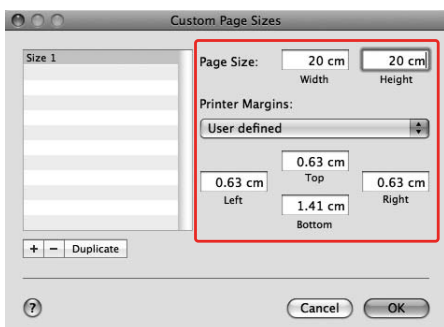 Custom Page Sizes
Size 1
Page Size:
20 cm
20 cm
Width
Height
Printer Margins:
User defined
0.63 cm
Top
0.63 cm
0.63 cm
Left
Right
1.41 cm
Bottom
+ − Duplicate
?
Cancel
OK